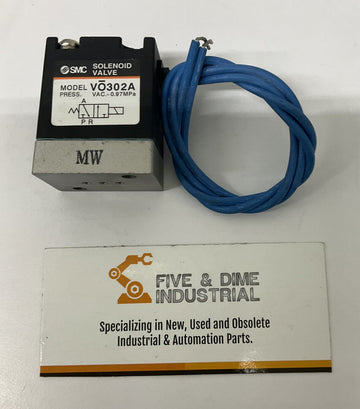 SMC SOLENOID
VALVE
MODEL VO302A
PRESS. VAC.~0.97MPa
A
P R
MW
FIVE & DIME
INDUSTRIAL
Specializing in New, Used and Obsolete
Industrial & Automation Parts.